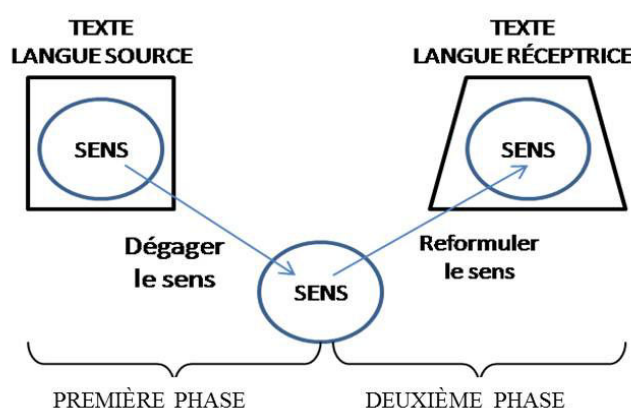 TEXTE
LANGUE SOURCE
TEXTE
LANGUE RÉCEPTRICE
SENS
SENS
Dégager
le sens
Reformuler
le sens
SENS
PREMIÈRE PHASE
DEUXIÈME PHASE